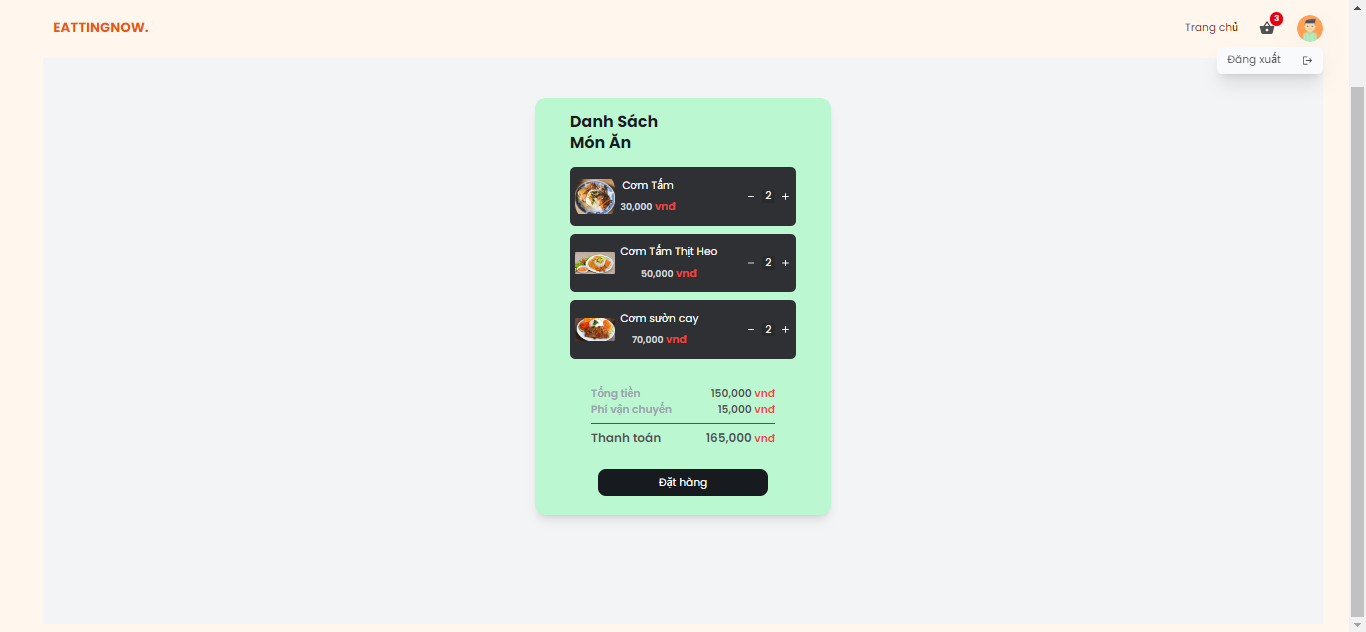 EATTINGNOW.
Trang chủ
3
Đăng xuất
Danh Sách
Món Ăn
Cơm Tấm
30,000 vnđ
− 2 +
Cơm Tấm Thịt Heo
50,000 vnđ
− 2 +
Cơm sườn cay
70,000 vnđ
− 2 +
Tổng tiền 150,000 vnđ
Phí vận chuyển 15,000 vnđ
Thanh toán 165,000 vnđ
Đặt hàng